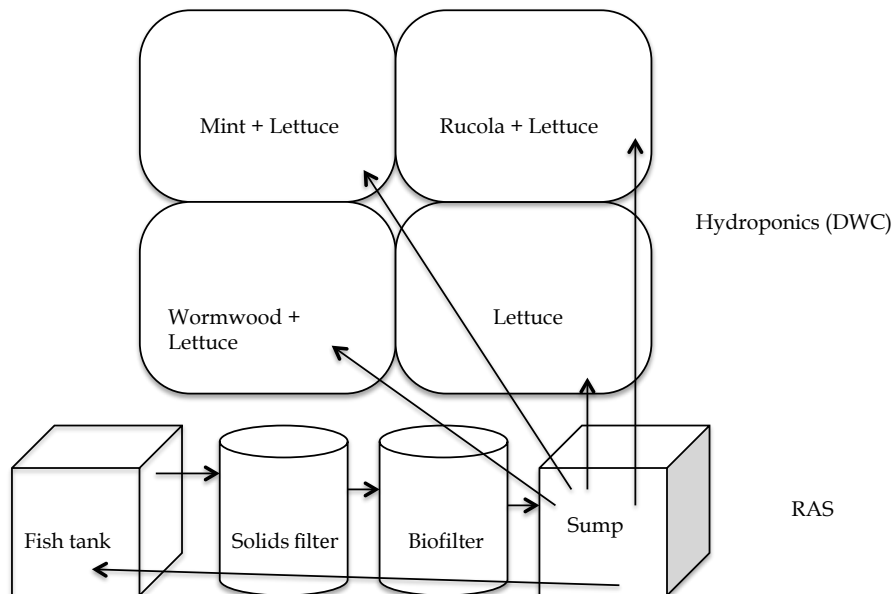 Mint + Lettuce
Rucola + Lettuce
Hydroponics (DWC)
Wormwood +
Lettuce
Lettuce
Fish tank
Solids filter
Biofilter
Sump
RAS